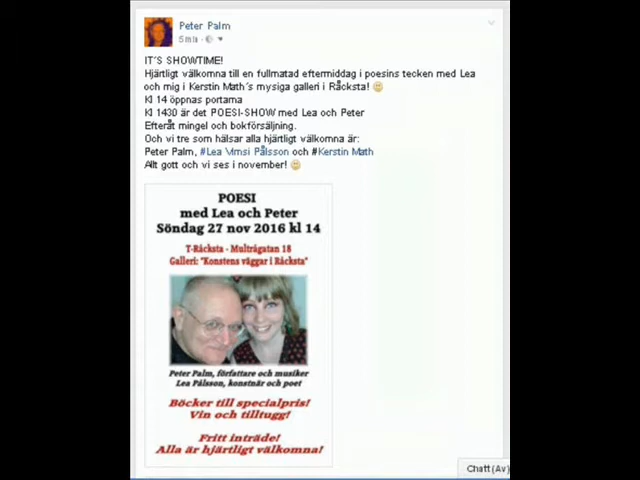 Peter Palm
IT´S SHOWTIME!
Hjärtligt välkomna till en fullmatad eftermiddag i poesins tecken med Lea
och mig i Kerstin Math´s mysiga galleri i Råcksta!
Kl 14 öppnas portarna
Kl 1430 är det POESI-SHOW med Lea och Peter
Efteråt mingel och bokförsäljning.
Och vi tre som hälsar alla hjärtligt välkomna är:
Peter Palm, #Lea Pålsson och #Kerstin Math
Allt gott och vi ses i november!
POESI
med Lea och Peter
Söndag 27 nov 2016 kl 14
T-Råcksta - Multrågatan 18
Galleri: "Konstens väggar i Råcksta"
Peter Palm, författare och musiker
Lea Pålsson, konstnär och poet
Böcker till specialpris!
Vin och tilltugg!
Fritt inträde!
Alla är hjärtligt välkomna!
Chatt (Av)